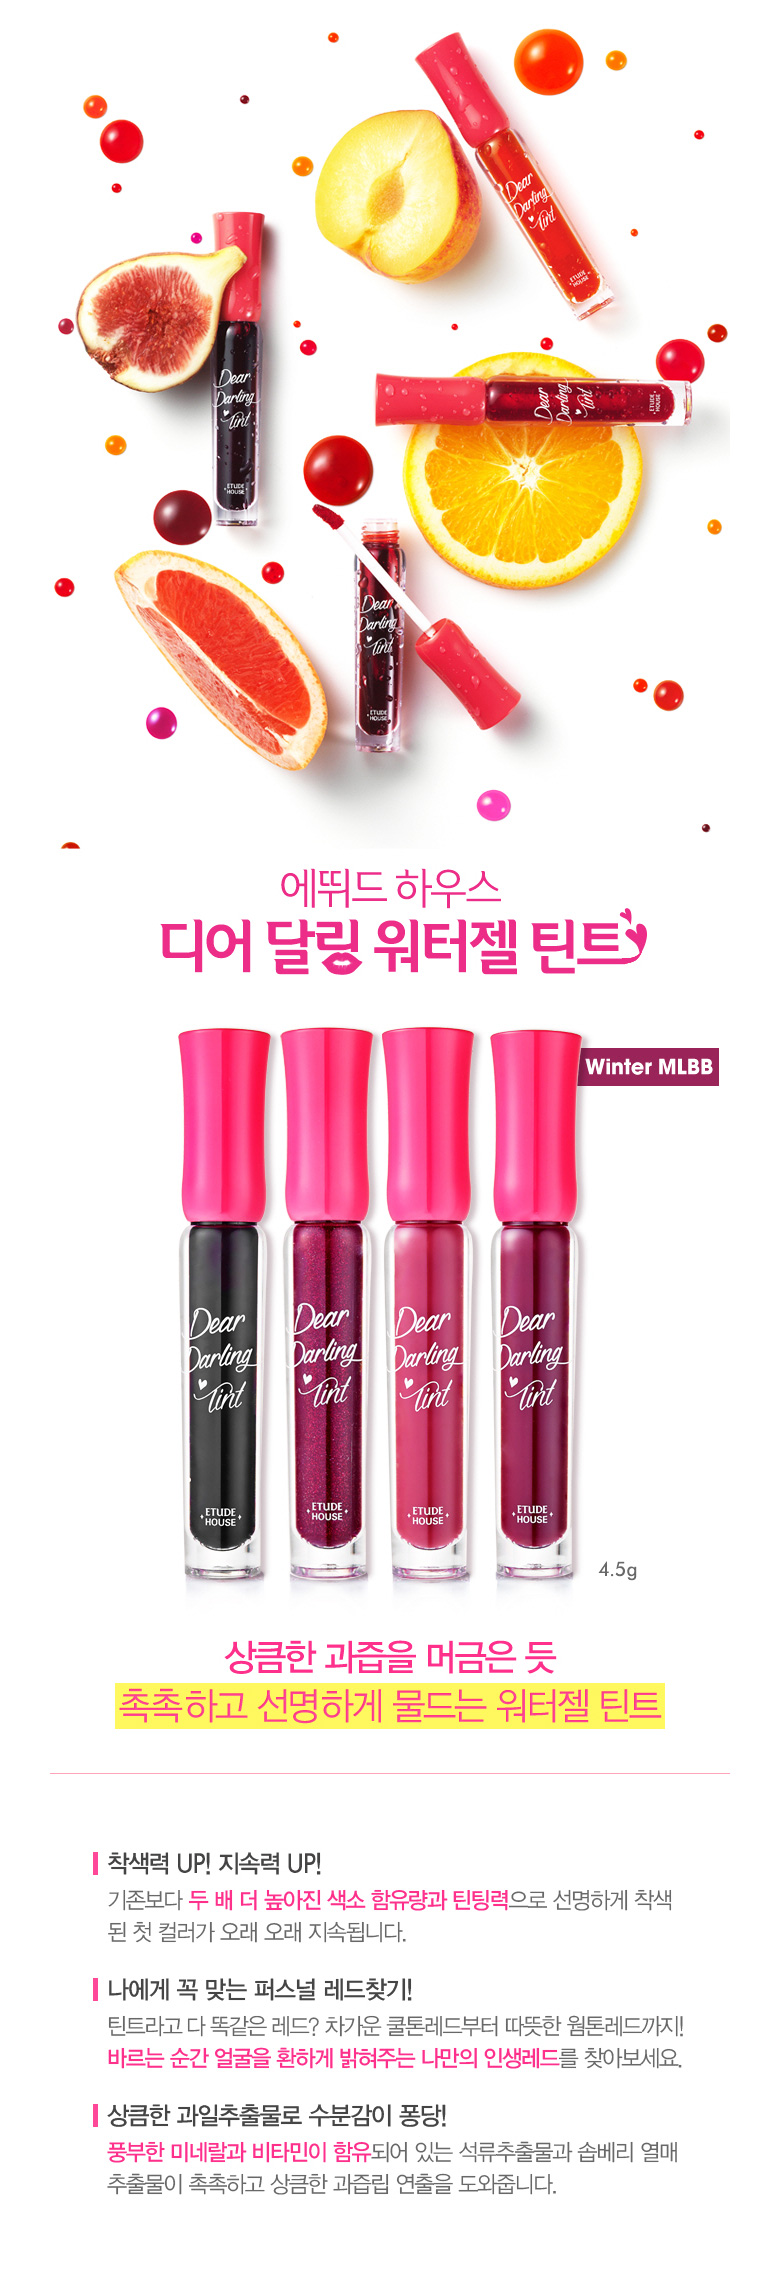 Dear
Darling
Tint
ETUDE
HOUSE
Dear
Darling
Tint
ETUDE
HOUSE
Dear
Darling
Tint
ETUDE
HOUSE
Dear
Darling
Tint
ETUDE
HOUSE
에뛰드 하우스
디어 달링 워터젤 틴트
Winter MLBB
Dear
Darling
Tint
ETUDE
HOUSE
Dear
Darling
Tint
ETUDE
HOUSE
Dear
Darling
Tint
ETUDE
HOUSE
Dear
Darling
Tint
ETUDE
HOUSE
4.5g
상큼한 과즙을 머금은 듯
촉촉하고 선명하게 물드는 워터젤 틴트
착색력 UP! 지속력 UP!
기존보다 두 배 더 높아진 색소 함유량과 틴팅력으로 선명하게 착색
된 첫 컬러가 오래 오래 지속됩니다.
나에게 꼭 맞는 퍼스널 레드찾기!
틴트라고 다 똑같은 레드? 차가운 쿨톤레드부터 따뜻한 웜톤레드까지!
바르는 순간 얼굴을 환하게 밝혀주는 나만의 인생레드를 찾아보세요.
상큼한 과일추출물로 수분감이 퐁당!
풍부한 미네랄과 비타민이 함유되어 있는 석류추출물과 솝베리 열매
추출물이 촉촉하고 상큼한 과즙립 연출을 도와줍니다.